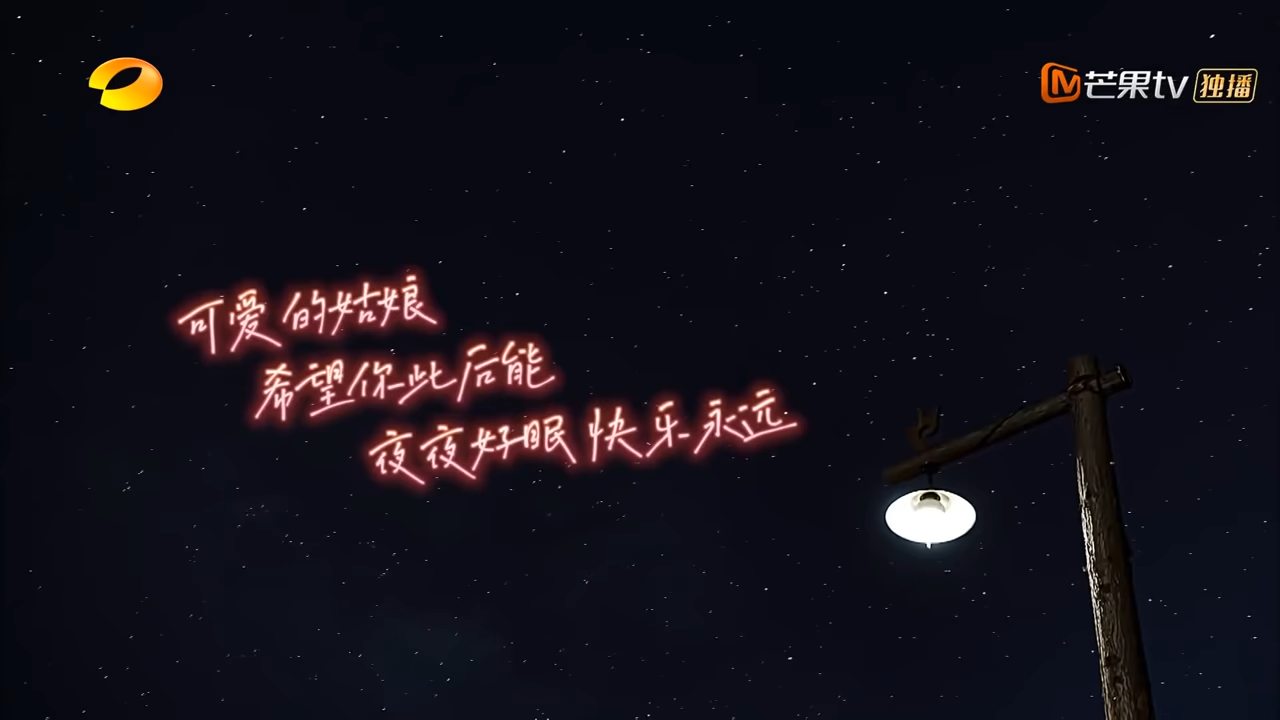 芒果tv 独播
可爱的姑娘
希望你此后能
夜夜好眠 快乐永远